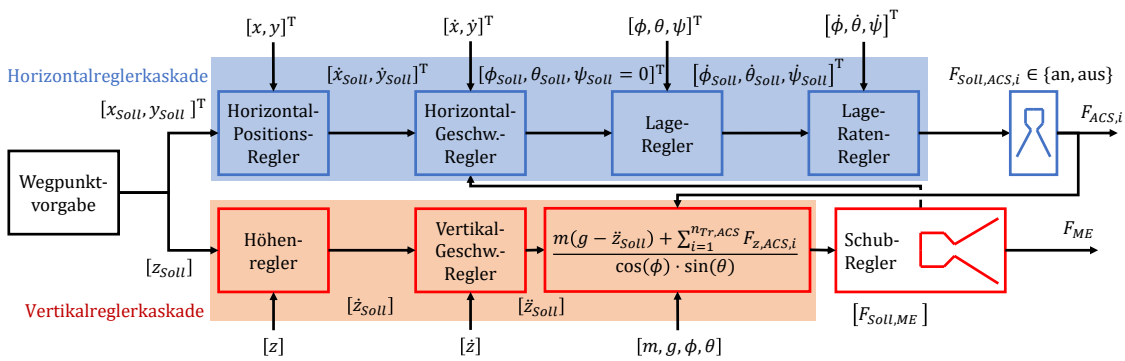 [x, y]ᵀ
[ẋ, ẏ]ᵀ
[ϕ, θ, ψ]ᵀ
[ϕ̇, θ̇, ψ̇]ᵀ
Horizontalreglerkaskade
[ẋ_Soll, ẏ_Soll]ᵀ
[ϕ_Soll, θ_Soll, ψ_Soll = 0]ᵀ
[ϕ̇_Soll, θ̇_Soll, ψ̇_Soll]ᵀ
F_Soll,ACS,i ∈ {an, aus}
[x_Soll, y_Soll ]ᵀ
Horizontal-
Positions-
Regler
Horizontal-
Geschw.-
Regler
Lage-
Regler
Lage-
Raten-
Regler
F_ACS,i
Wegpunkt-
vorgabe
Höhen-
regler
Vertikal-
Geschw.-
Regler
m(g − z̈_Soll) + ∑_{i=1}^{n_Tr,ACS} F_z,ACS,i
cos(ϕ) · sin(θ)
Schub-
Regler
F_ME
[z_Soll]
[ż_Soll]
[z̈_Soll]
[F_Soll,ME ]
Vertikalreglerkaskade
[z]
[ż]
[m, g, ϕ, θ]